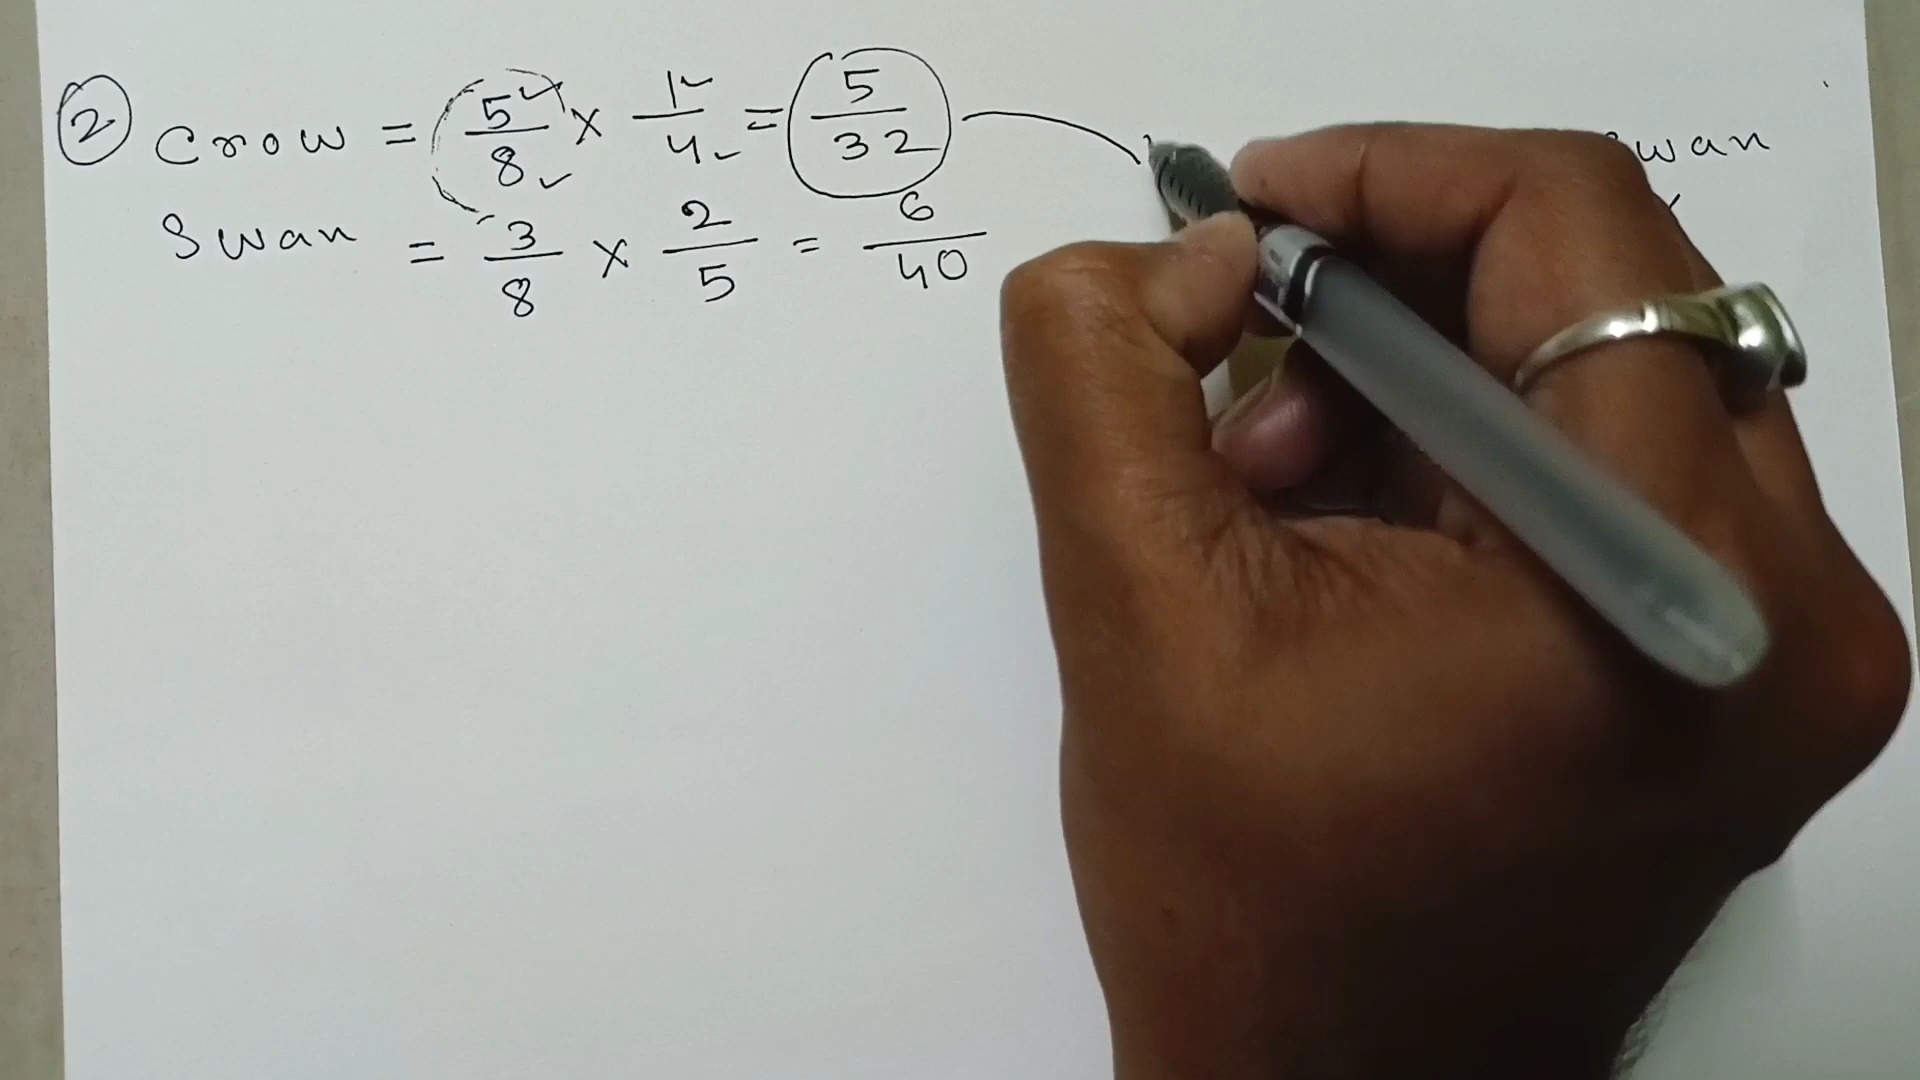 ② Crow = 5/8 × 1/4 = 5/32
Swan = 3/8 × 2/5 = 6/40
wan